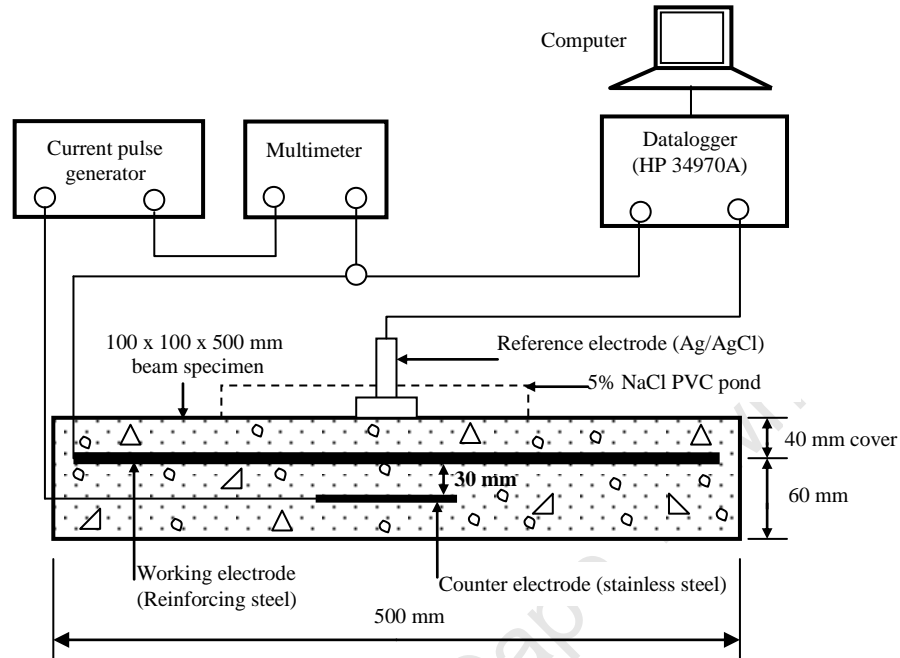 Computer
Current pulse
generator
Multimeter
Datalogger
(HP 34970A)
100 x 100 x 500 mm
beam specimen
Reference electrode (Ag/AgCl)
5% NaCl PVC pond
40 mm cover
30 mm
60 mm
Working electrode
(Reinforcing steel)
Counter electrode (stainless steel)
500 mm